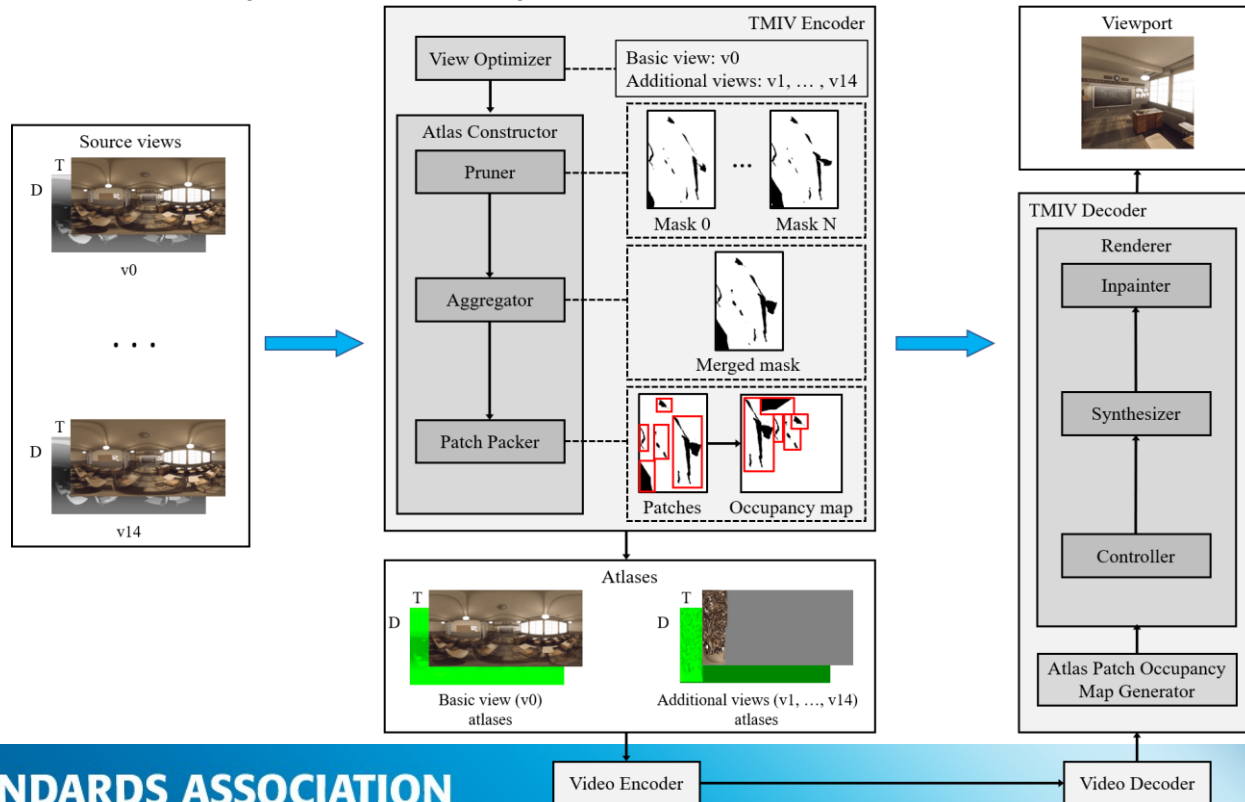 Source views
T
D
v0
. . .
T
D
v14
TMIV Encoder
View Optimizer
Basic view: v0
Additional views: v1, … , v14
Atlas Constructor
Pruner
...
Mask 0
Mask N
Aggregator
Merged mask
Patch Packer
Patches
Occupancy map
Atlases
T
D
Basic view (v0)
atlases
T
D
Additional views (v1, …, v14)
atlases
Viewport
TMIV Decoder
Renderer
Inpainter
Synthesizer
Controller
Atlas Patch Occupancy
Map Generator
NDARDS ASSOCIATION
Video Encoder
Video Decoder